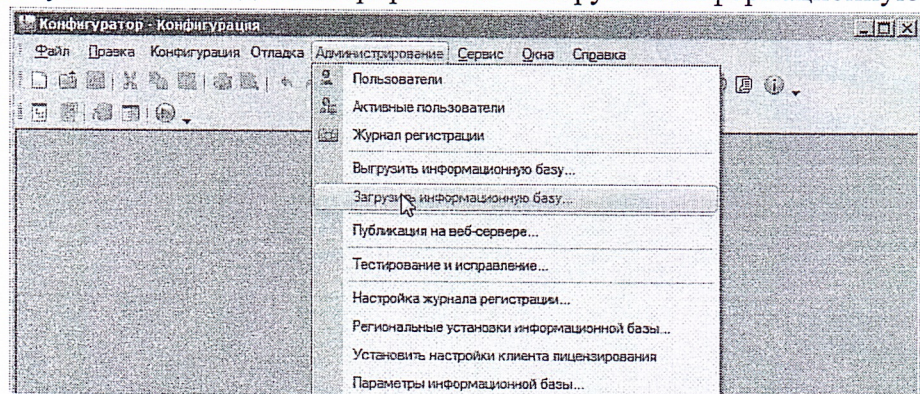 Конфигуратор - Конфигурация
Файл Правка Конфигурация Отладка Администрирование Сервис Окна Справка
Пользователи
Активные пользователи
Журнал регистрации
Выгрузить информационную базу...
Загрузить информационную базу...
Публикация на веб-сервере...
Тестирование и исправление...
Настройка журнала регистрации...
Региональные установки информационной базы...
Установить настройки клиента лицензирования
Параметры информационной базы...